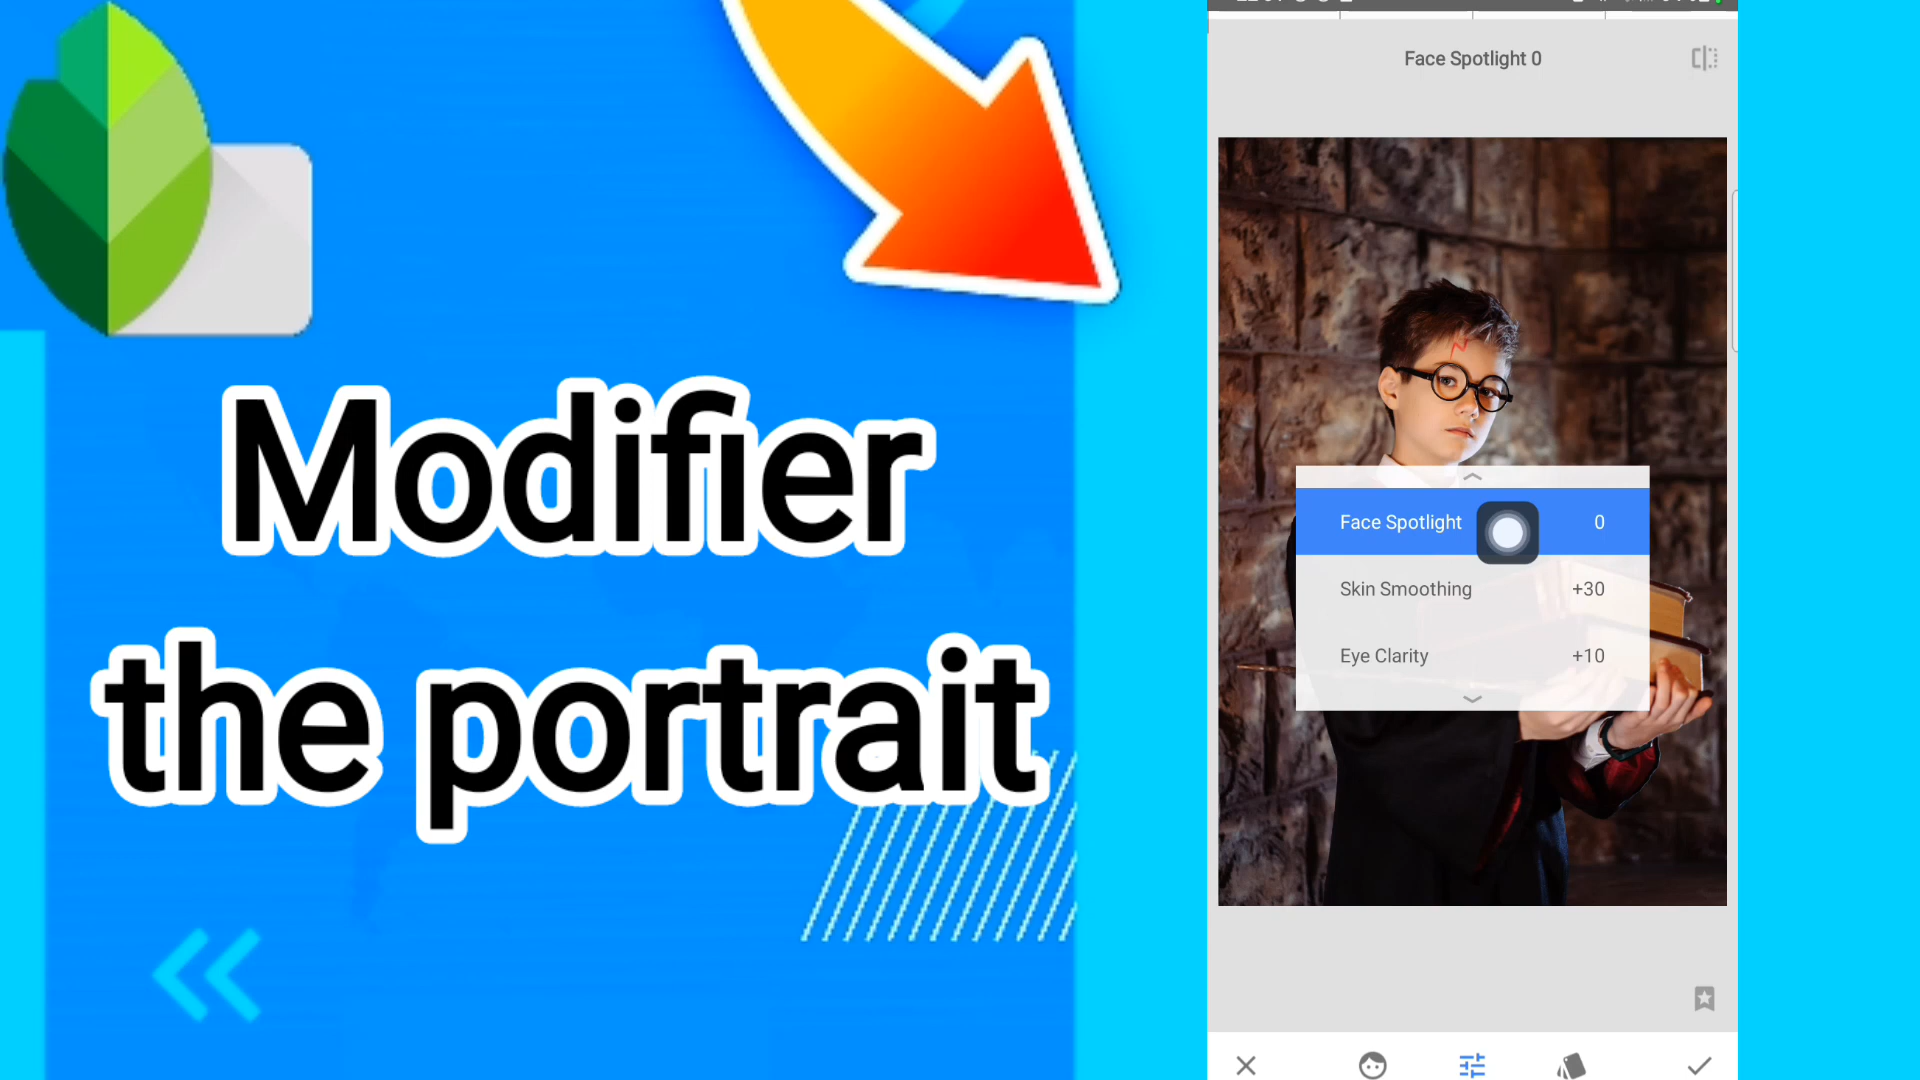 Modifier
the portrait
Face Spotlight 0
Face Spotlight 0
Skin Smoothing +30
Eye Clarity +10